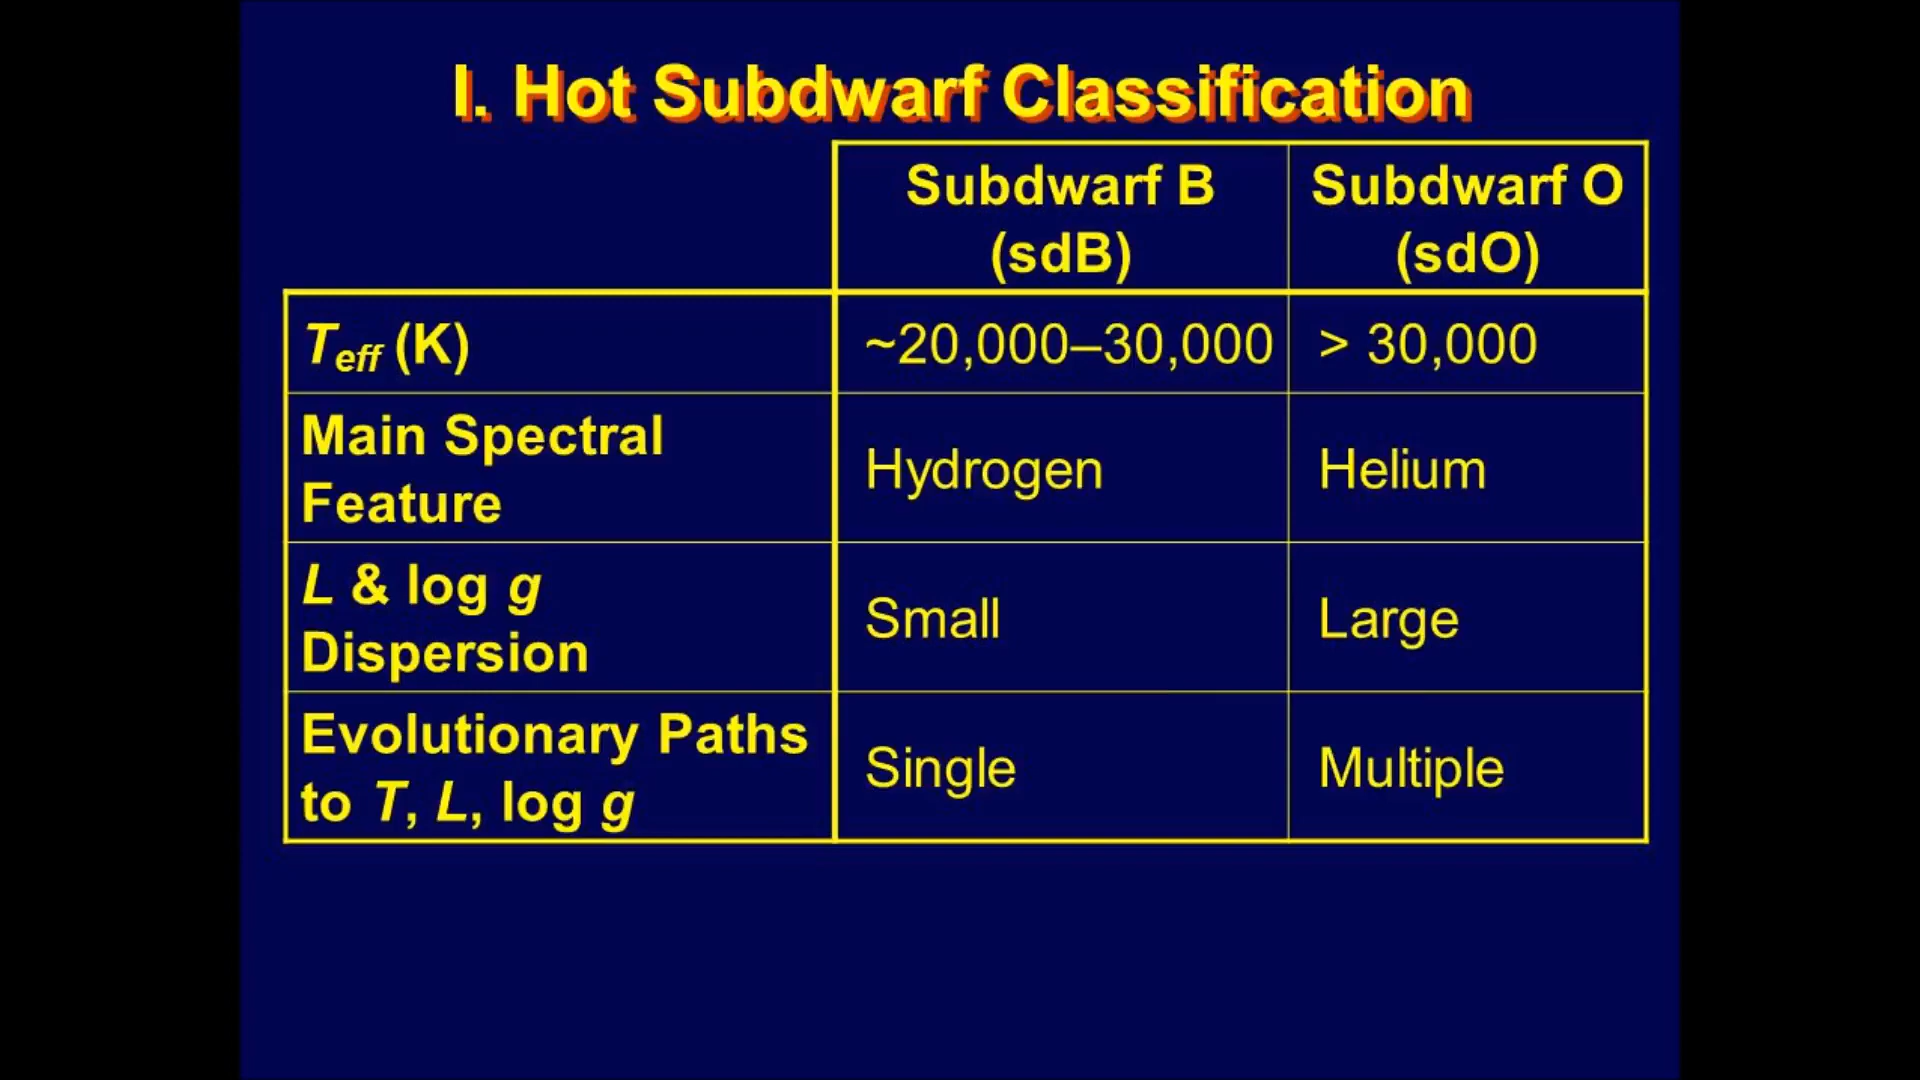 I. Hot Subdwarf Classification
Subdwarf B
(sdB)
Subdwarf O
(sdO)
Teff (K)
~20,000–30,000
> 30,000
Main Spectral
Feature
Hydrogen
Helium
L & log g
Dispersion
Small
Large
Evolutionary Paths
to T, L, log g
Single
Multiple